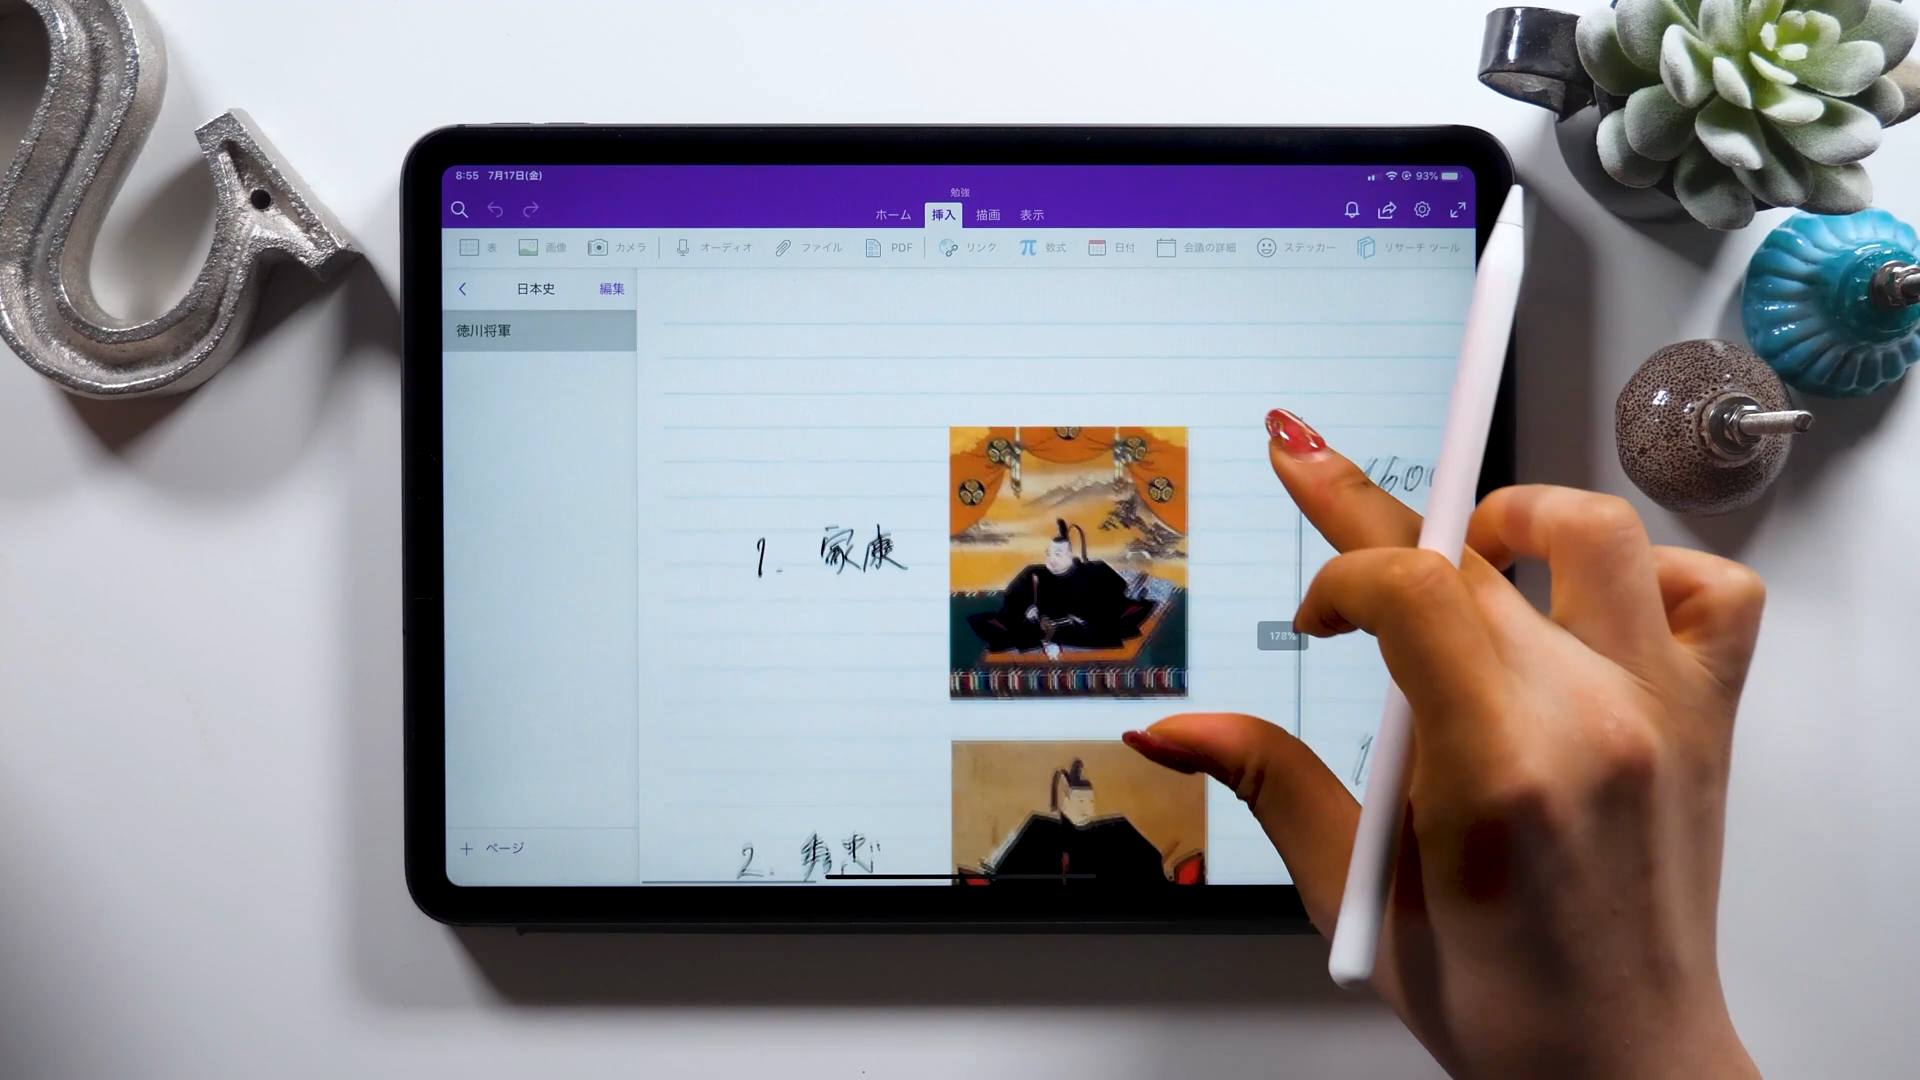 8:55 7月17日(金)
93%
勉強
ホーム 挿入 描画 表示
表 画像 カメラ オーディオ ファイル PDF リンク 数式 日付 会議の詳細 ステッカー リサーチ ツール
日本史 編集
徳川将軍
160
1. 家康
178%
2. 秀忠
+ ページ